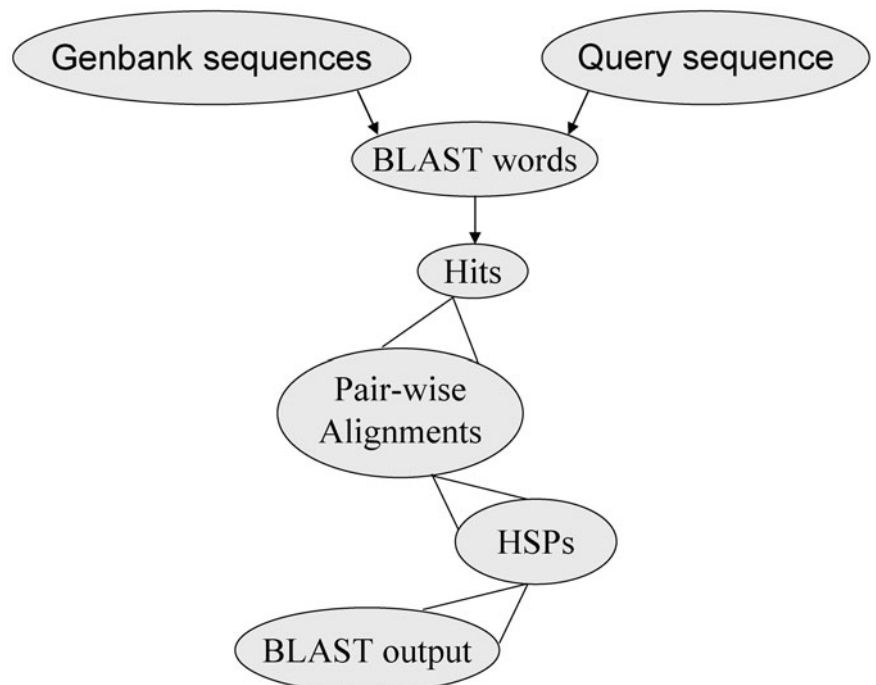 Genbank sequences
Query sequence
BLAST words
Hits
Pair-wise
Alignments
HSPs
BLAST output